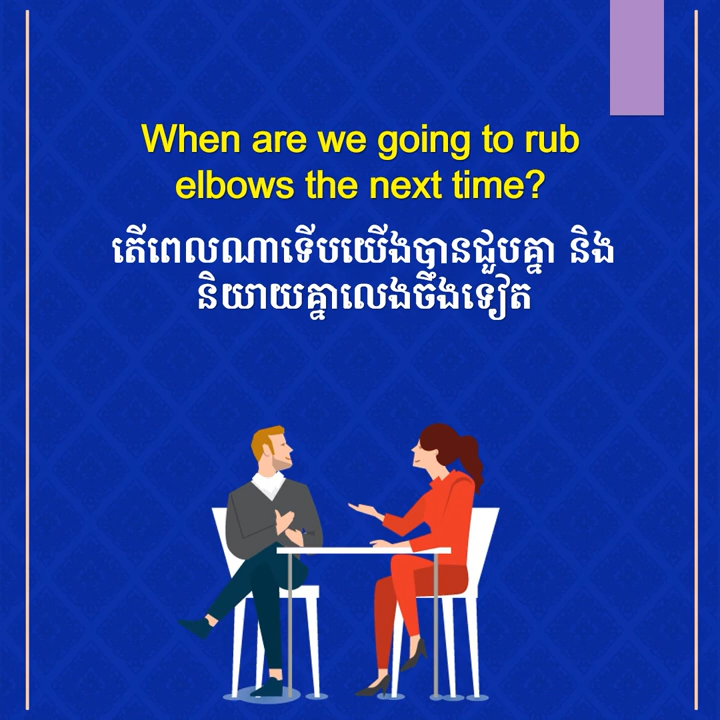 When are we going to rub
elbows the next time?
តើពេលណាទើបយើងបានជួបគ្នា និង
និយាយគ្នាលេងចឹងទៀត